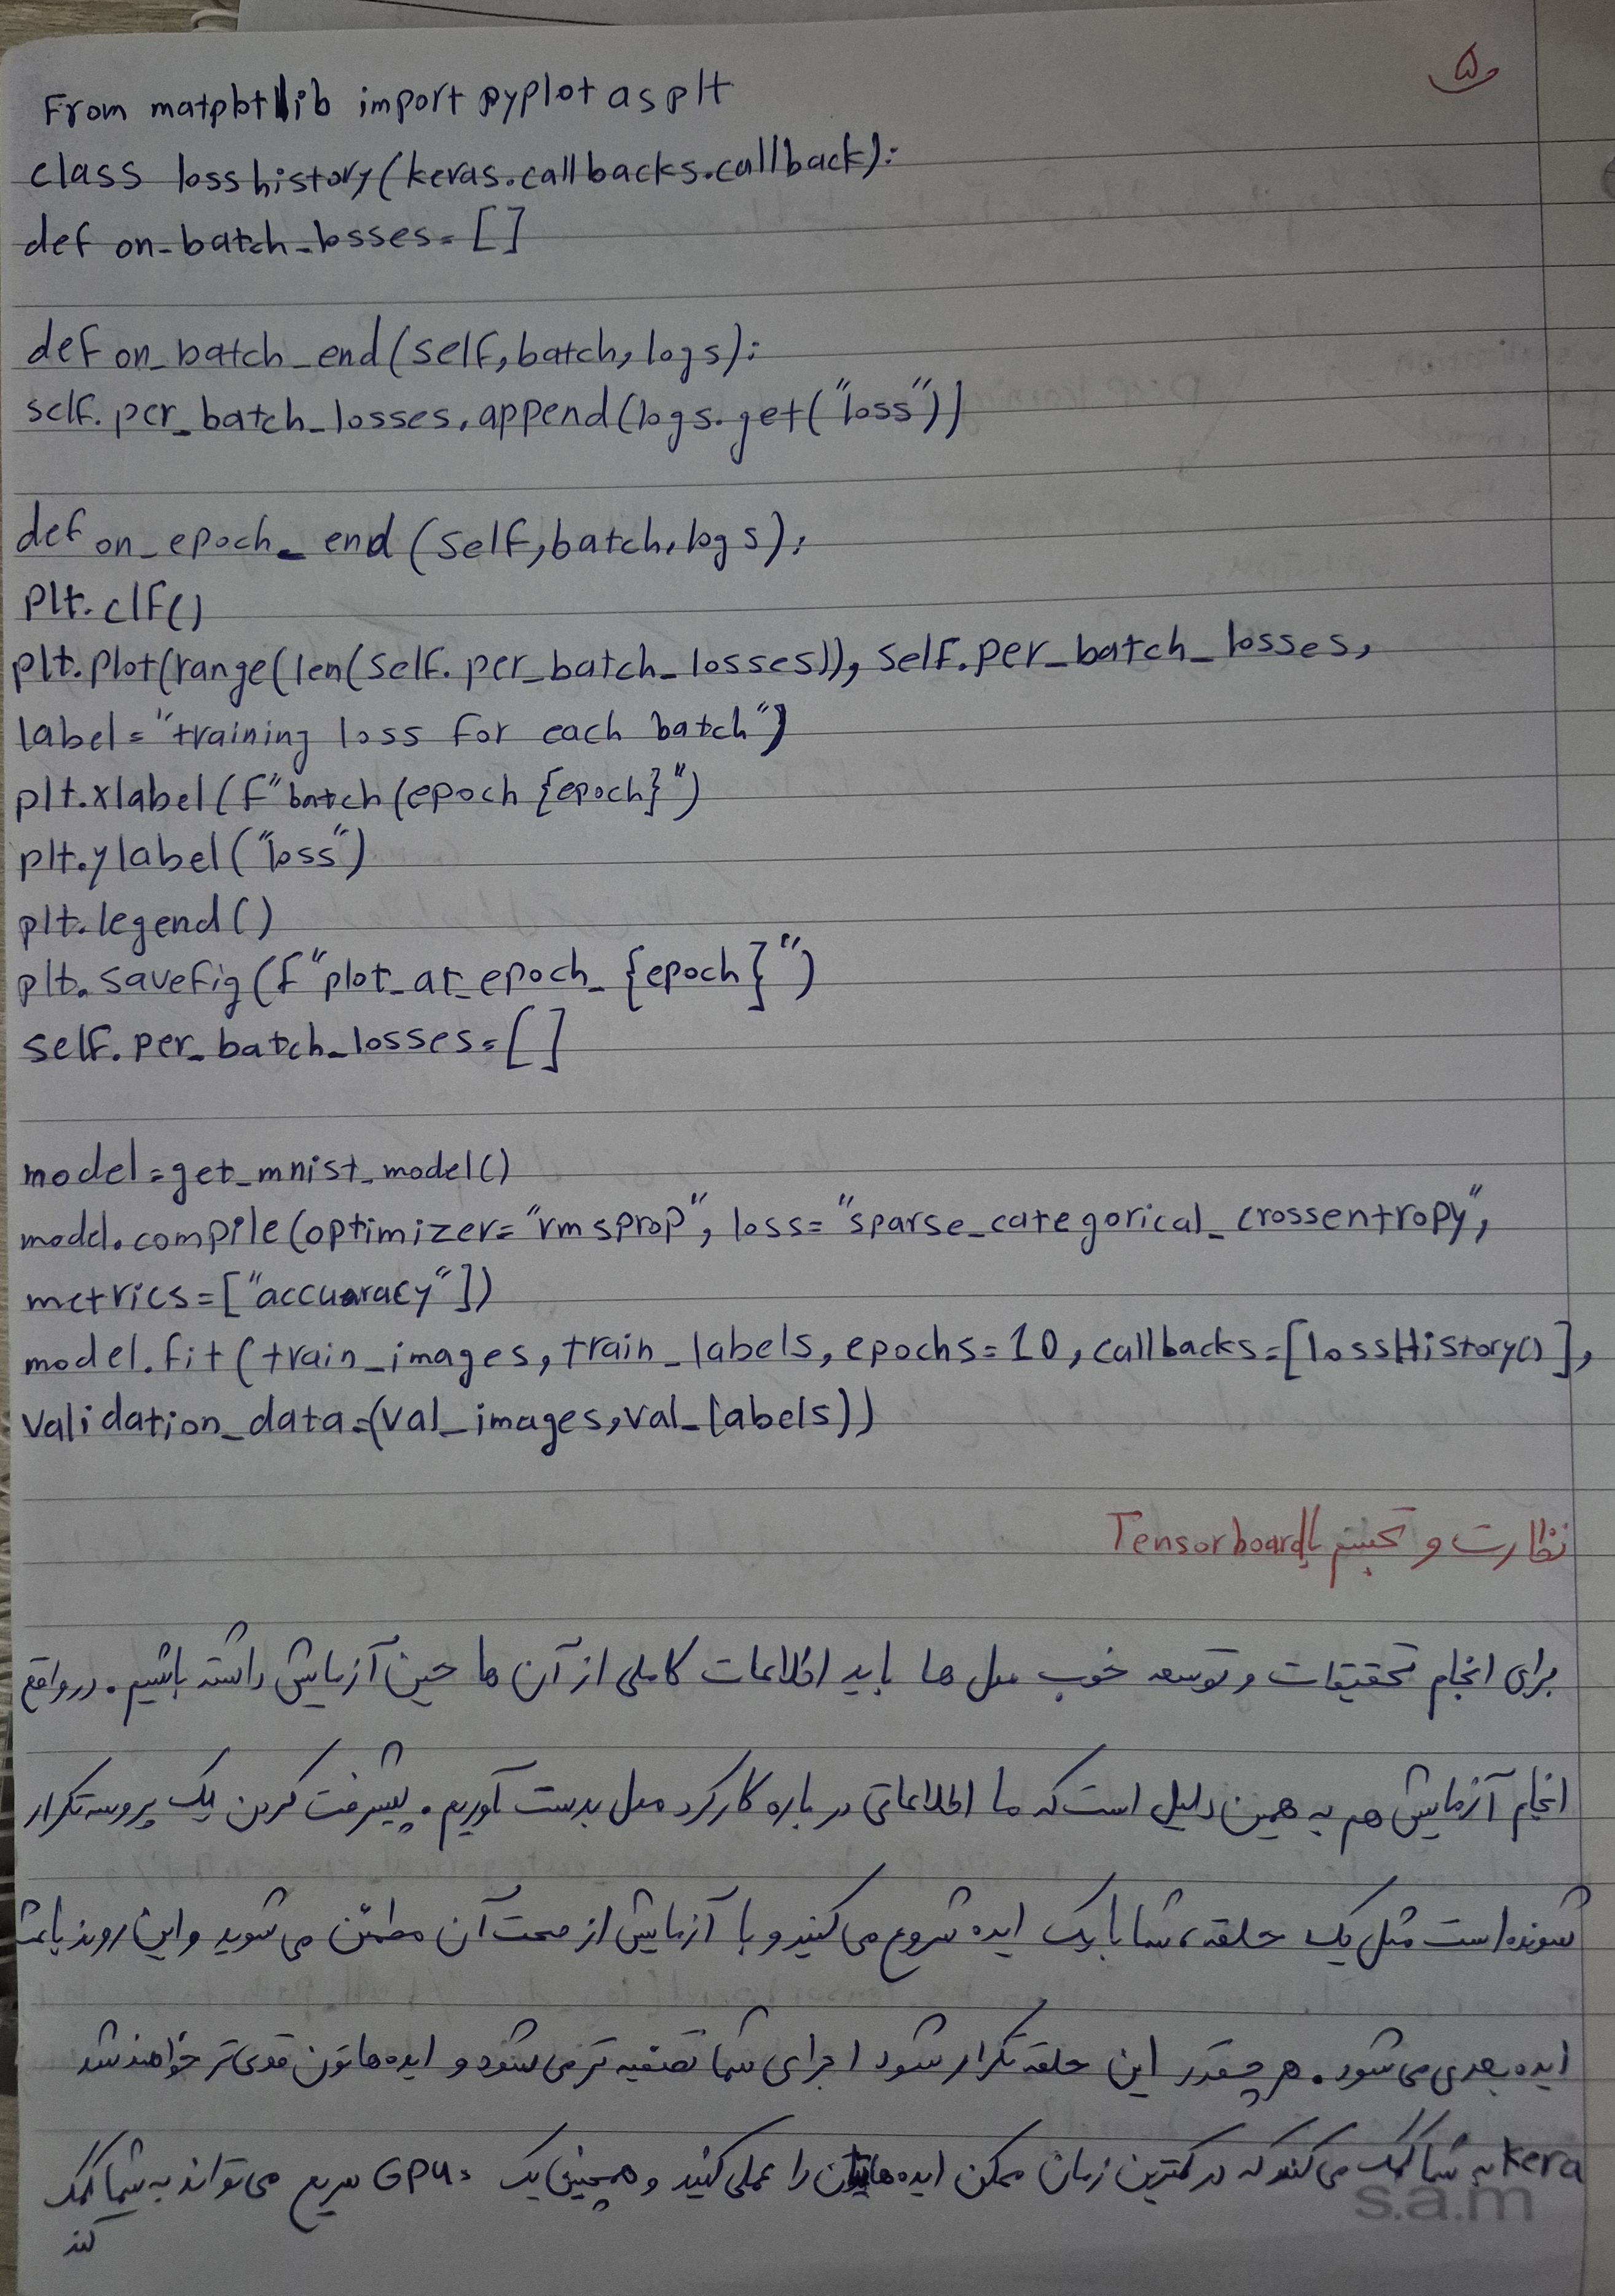 ۵
From matplotlib import pyplot as plt
class losshistory(keras.callbacks.callback):
def on_batch_losses=[]
def on_batch_end(self,batch,logs):
self.per_batch_losses.append(logs.get("loss"))
def on_epoch_end(self,batch,logs):
plt.clf()
plt.plot(range(len(self.per_batch_losses)), self.per_batch_losses,
label="training loss for each batch")
plt.xlabel(f"batch(epoch {epoch}")
plt.ylabel("loss")
plt.legend()
plt.savefig(f"plot_at_epoch_{epoch}")
self.per_batch_losses=[]
model=get_mnist_model()
model.compile(optimizer="rmsprop", loss="sparse_categorical_crossentropy",
metrics=["accuaracy"])
model.fit(train_images, train_labels, epochs=10, callbacks=[lossHistory()],
validation_data=(val_images,val_labels))
نظارت و تجسم با Tensorboard
برای انجام تحقیقات و توسعه خوب مدل ها باید اطلاعات کاملی از آن ها حین آزمایش داشته باشیم. در واقع
انجام آزمایش هم به همین دلیل است که ما اطلاعاتی در باره کارکرد مدل بدست آوریم. پیشرفت کردن یک پروسه تکرار
شونده است مثل یک حلقه، شما با یک ایده شروع می کنید و با آزمایش از صحت آن مطمئن می شوید و این روند باعث
ایده بعدی می شود. هر چقدر این حلقه تکرار شود اجرای شما تصفیه تر می شود و ایده هاتون قوی تر خواهند شد
kera به شما کمک می کند که در کمترین زمان ممکن ایده هایتان را عملی کنید و همچنین یک GPU سریع می تواند به شما کمک
کند
s.a.m